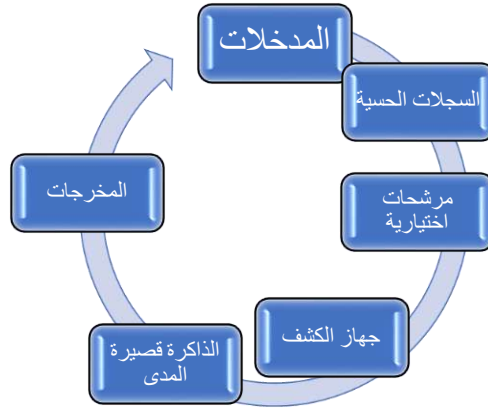 المدخلات
السجلات الحسية
مرشحات
اختيارية
جهاز الكشف
الذاكرة قصيرة
المدى
المخرجات